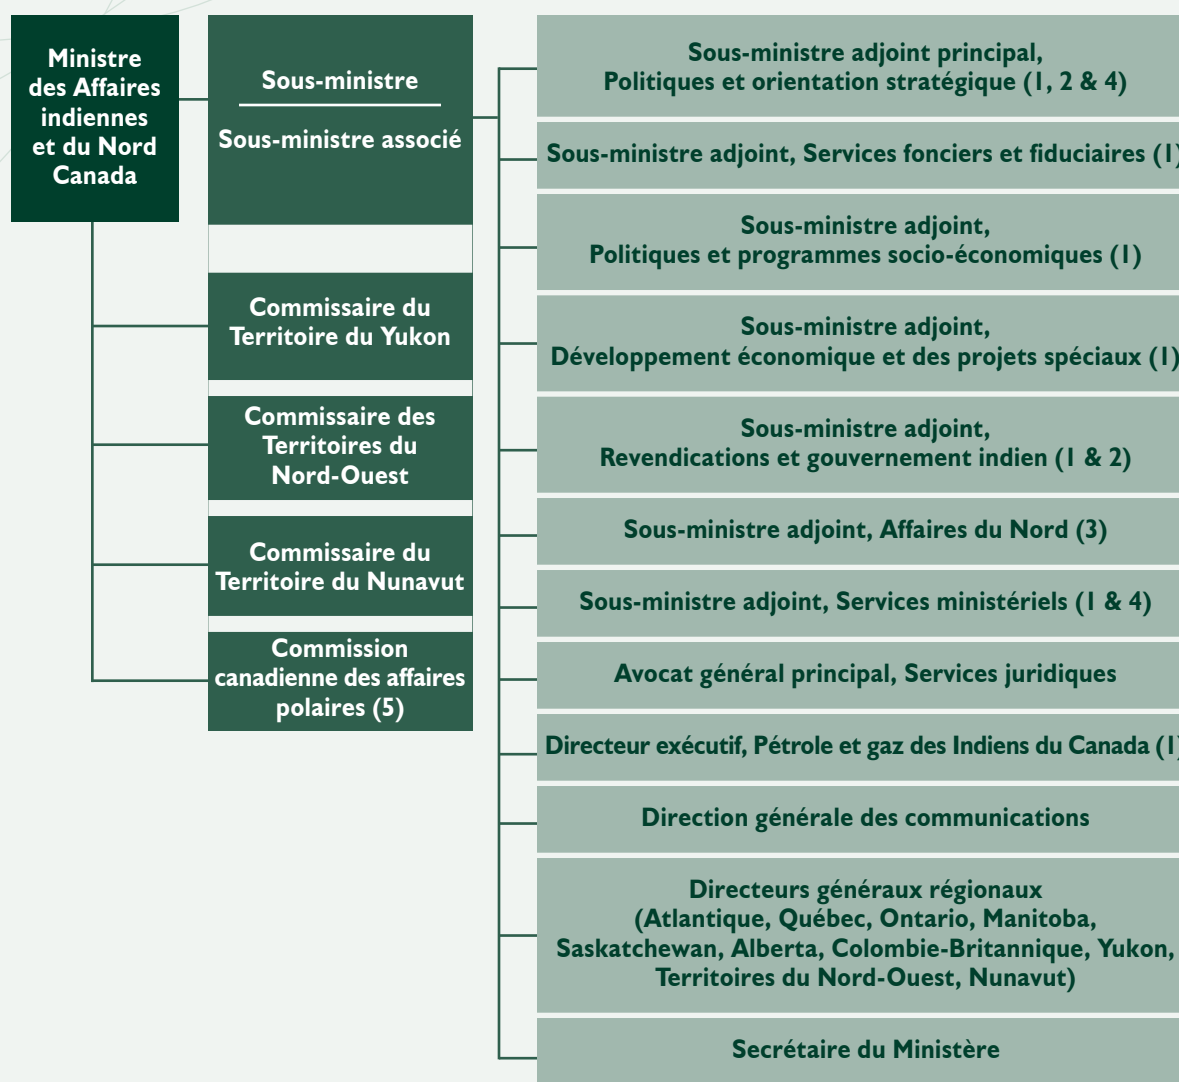 Ministre
des Affaires
indiennes
et du Nord
Canada
Sous-ministre
Sous-ministre associé
Commissaire du
Territoire du Yukon
Commissaire des
Territoires du
Nord-Ouest
Commissaire du
Territoire du Nunavut
Commission
canadienne des affaires
polaires (5)
Sous-ministre adjoint principal,
Politiques et orientation stratégique (1, 2 & 4)
Sous-ministre adjoint, Services fonciers et fiduciaires (1)
Sous-ministre adjoint,
Politiques et programmes socio-économiques (1)
Sous-ministre adjoint,
Développement économique et des projets spéciaux (1)
Sous-ministre adjoint,
Revendications et gouvernement indien (1 & 2)
Sous-ministre adjoint, Affaires du Nord (3)
Sous-ministre adjoint, Services ministériels (1 & 4)
Avocat général principal, Services juridiques
Directeur exécutif, Pétrole et gaz des Indiens du Canada (1)
Direction générale des communications
Directeurs généraux régionaux
(Atlantique, Québec, Ontario, Manitoba,
Saskatchewan, Alberta, Colombie-Britannique, Yukon,
Territoires du Nord-Ouest, Nunavut)
Secrétaire du Ministère